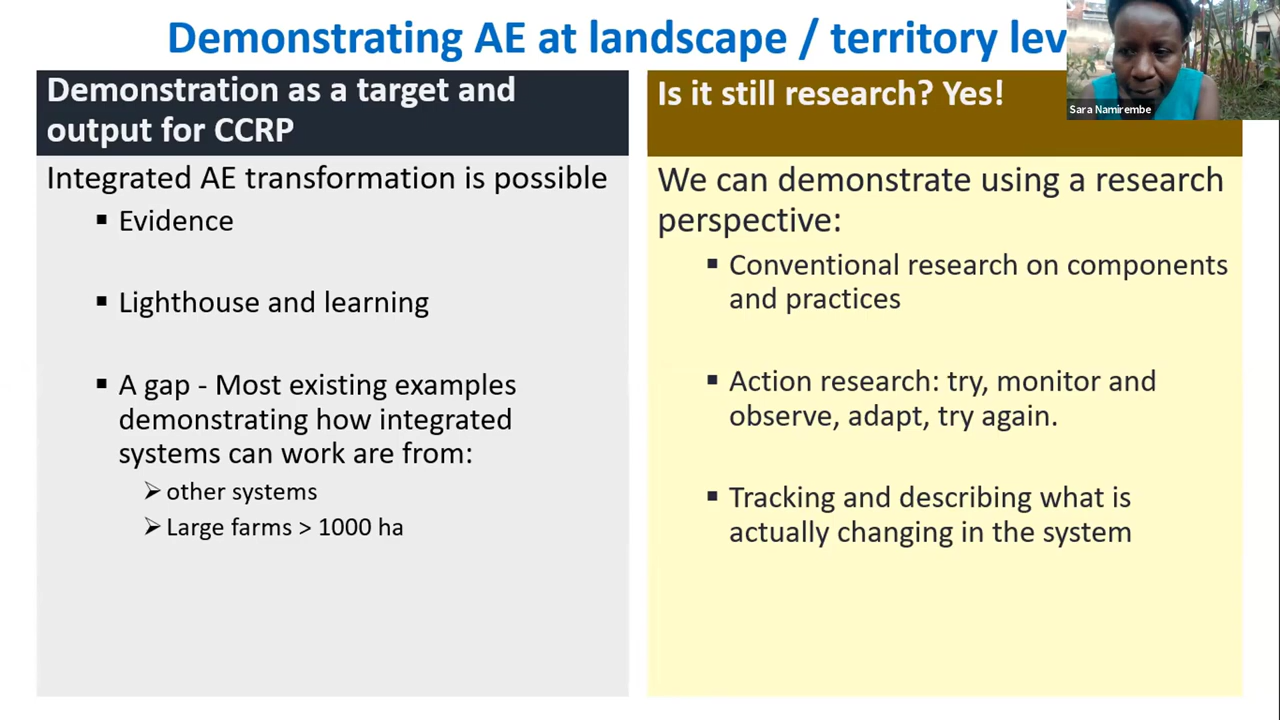 Demonstrating AE at landscape / territory lev
Sara Namirembe
Demonstration as a target and
output for CCRP
Integrated AE transformation is possible
▪ Evidence
▪ Lighthouse and learning
▪ A gap - Most existing examples
demonstrating how integrated
systems can work are from:
➢ other systems
➢ Large farms > 1000 ha
Is it still research? Yes!
We can demonstrate using a research
perspective:
▪ Conventional research on components
and practices
▪ Action research: try, monitor and
observe, adapt, try again.
▪ Tracking and describing what is
actually changing in the system